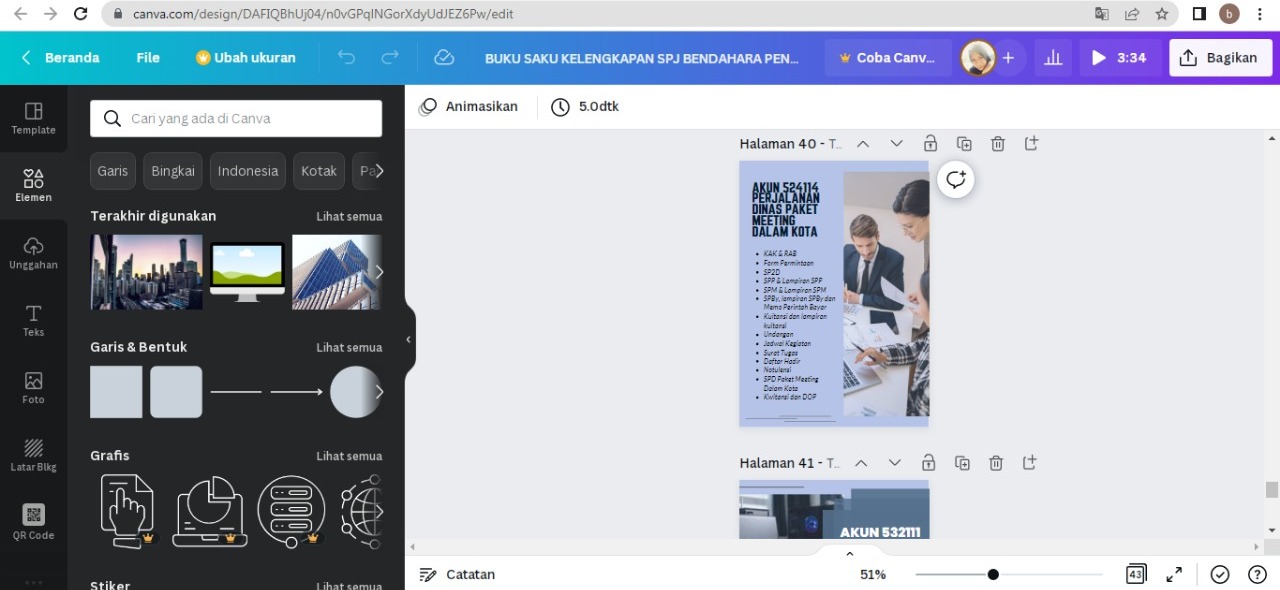 canva.com/design/DAFIQBhUj04/n0vGPqlNGorXdyUdJEZ6Pw/edit
b
Beranda File Ubah ukuran BUKU SAKU KELENGKAPAN SPJ BENDAHARA PEN... Coba Canv... 3:34 Bagikan
Template
Elemen
Unggahan
Teks
Foto
Latar Blkg
QR Code
Cari yang ada di Canva
Garis Bingkai Indonesia Kotak Pa
Terakhir digunakan Lihat semua
Garis & Bentuk Lihat semua
Grafis Lihat semua
Stiker Lihat semua
Animasikan 5.0dtk
Halaman 40 - T...
AKUN 524114
PERJALANAN
DINAS PAKET
MEETING
DALAM KOTA
KAK & RAB
Form Permintaan
SP2D
SPP & Lampiran SPP
SPM & Lampiran SPM
SPBy, lampiran SPBy dan
Memo Perintah Bayar
Kuitansi dan lampiran
kuitansi
Undangan
Jadwal Kegiatan
Surat Tugas
Daftar Hadir
Notulensi
SPD Paket Meeting
Dalam Kota
Kwitansi dan DOP
Halaman 41 - T...
AKUN 532111
Catatan 51% 43